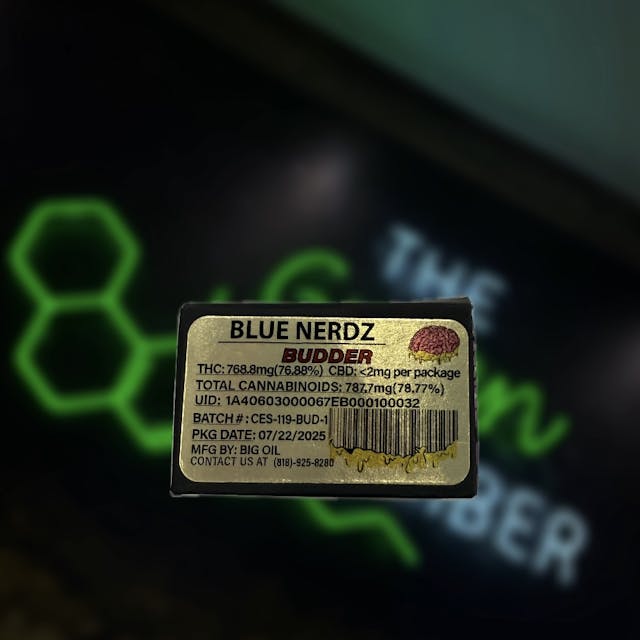 THE
BLUE NERDZ
BUDDER
THC: 768.8mg(76.88%) CBD: <2mg per package
TOTAL CANNABINOIDS: 787.7mg(78.77%)
UID: 1A40603000067EB000100032
BATCH #: CES-119-BUD-1
PKG DATE: 07/22/2025
MFG BY: BIG OIL
CONTACT US AT (818)-925-8280